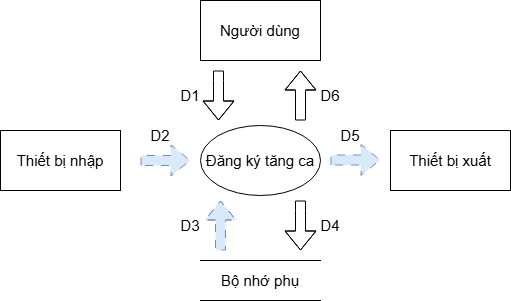 Người dùng
D1
D6
D2
D5
Thiết bị nhập
Đăng ký tăng ca
Thiết bị xuất
D3
D4
Bộ nhớ phụ